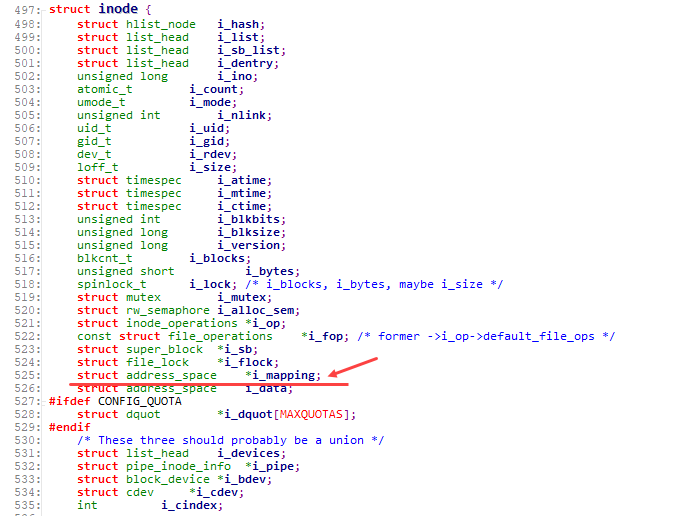 497: struct inode {
498: struct hlist_node i_hash;
499: struct list_head i_list;
500: struct list_head i_sb_list;
501: struct list_head i_dentry;
502: unsigned long i_ino;
503: atomic_t i_count;
504: umode_t i_mode;
505: unsigned int i_nlink;
506: uid_t i_uid;
507: gid_t i_gid;
508: dev_t i_rdev;
509: loff_t i_size;
510: struct timespec i_atime;
511: struct timespec i_mtime;
512: struct timespec i_ctime;
513: unsigned int i_blkbits;
514: unsigned long i_blksize;
515: unsigned long i_version;
516: blkcnt_t i_blocks;
517: unsigned short i_bytes;
518: spinlock_t i_lock; /* i_blocks, i_bytes, maybe i_size */
519: struct mutex i_mutex;
520: struct rw_semaphore i_alloc_sem;
521: struct inode_operations *i_op;
522: const struct file_operations *i_fop; /* former ->i_op->default_file_ops */
523: struct super_block *i_sb;
524: struct file_lock *i_flock;
525: struct address_space *i_mapping;
526: struct address_space i_data;
527: #ifdef CONFIG_QUOTA
528: struct dquot *i_dquot[MAXQUOTAS];
529: #endif
530: /* These three should probably be a union */
531: struct list_head i_devices;
532: struct pipe_inode_info *i_pipe;
533: struct block_device *i_bdev;
534: struct cdev *i_cdev;
535: int i_cindex;